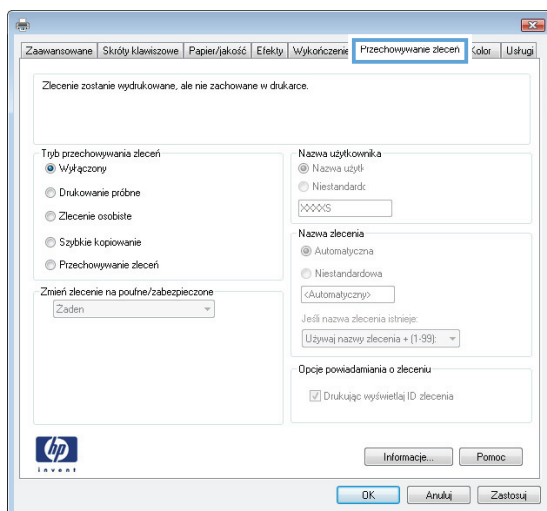 Zaawansowane Skróty klawiszowe Papier/jakość Efekty Wykończenie Przechowywanie zleceń Kolor Usługi
Zlecenie zostanie wydrukowane, ale nie zachowane w drukarce.
Tryb przechowywania zleceń
Wyłączony
Drukowanie próbne
Zlecenie osobiste
Szybkie kopiowanie
Przechowywanie zleceń
Zmień zlecenie na poufne/zabezpieczone
Żaden
Nazwa użytkownika
Nazwa użytk
Niestandardc
XXXXS
Nazwa zlecenia
Automatyczna
Niestandardowa
<Automatyczny>
Jeśli nazwa zlecenia istnieje:
Używaj nazwy zlecenia + (1-99):
Opcje powiadamiania o zleceniu
Drukując wyświetlaj ID zlecenia
hp
invent
Informacje... Pomoc
OK Anuluj Zastosuj